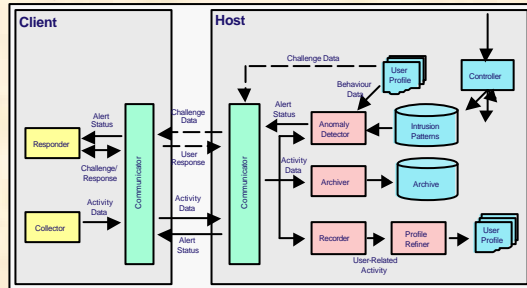 Client
Host
Challenge Data
User
Profile
Controller
Behaviour
Data
Alert
Status
Challenge
Data
Alert
Status
Responder
User
Response
Anomaly
Detector
Intrusion
Patterns
Challenge/
Response
Communicator
Communicator
Activity
Data
Archiver
Archive
Activity
Data
Activity
Data
Collector
Alert
Status
Recorder
Profile
Refiner
User
Profile
User-Related
Activity